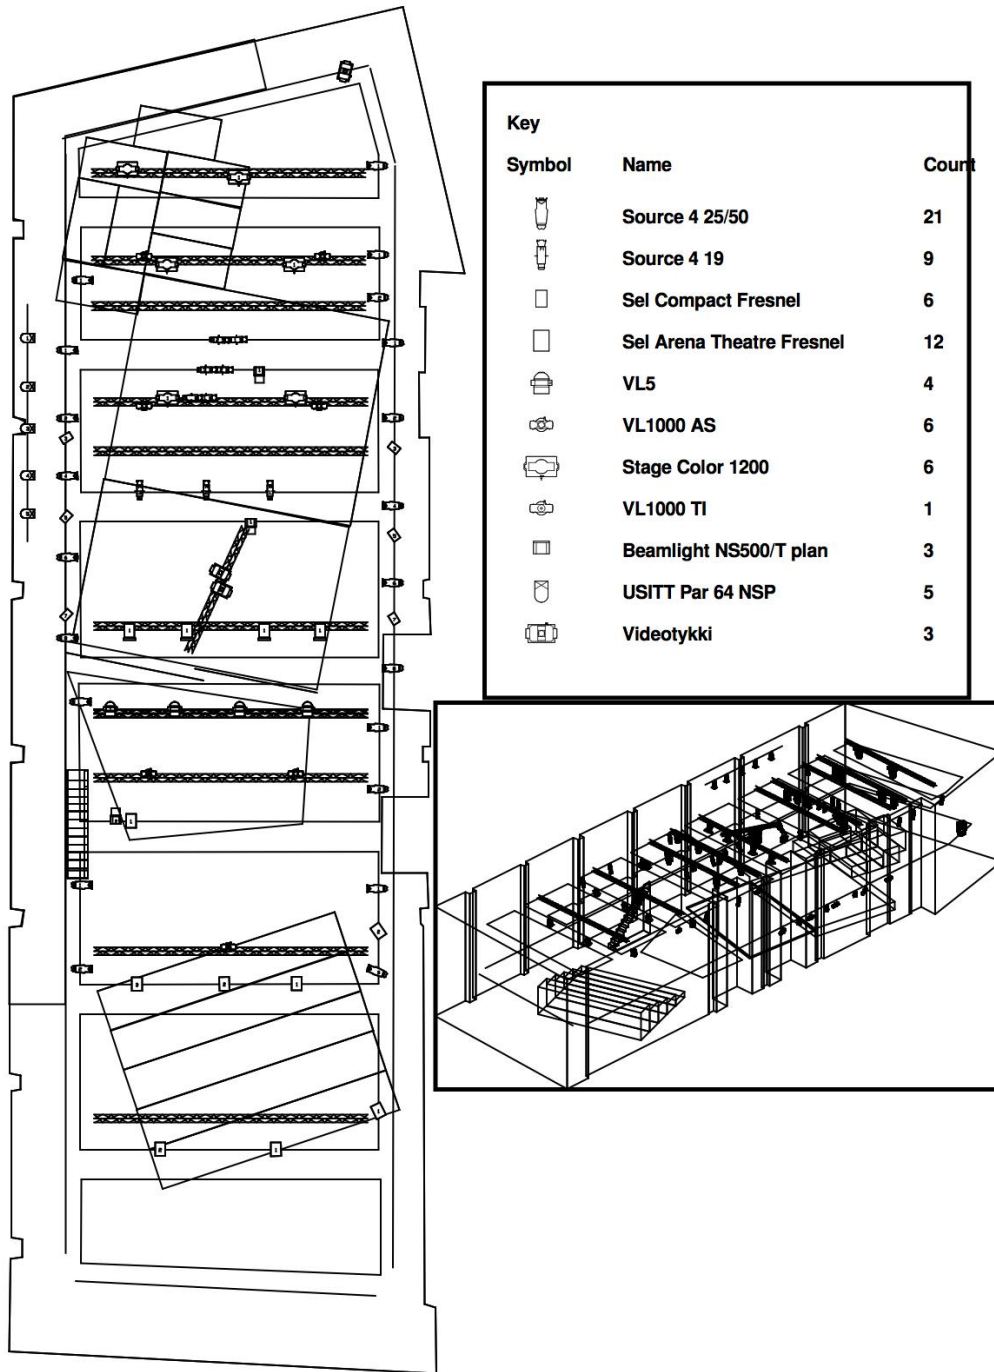 Key
Symbol Name Count
Source 4 25/50 21
Source 4 19 9
Sel Compact Fresnel 6
Sel Arena Theatre Fresnel 12
VL5 4
VL1000 AS 6
Stage Color 1200 6
VL1000 TI 1
Beamlight NS500/T plan 3
USITT Par 64 NSP 5
Videotykki 3